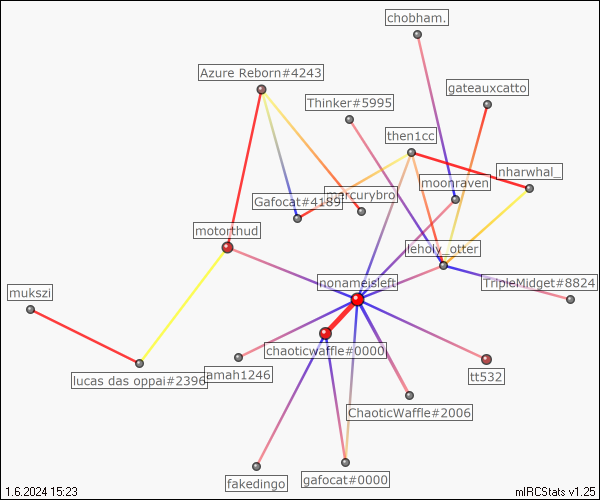 chobham.
Azure Reborn#4243
gateauxcatto
Thinker#5995
then1cc
nharwhal_
moonraven
mercurybro
Gafocat#4189
motorthud
leholy_otter
nonameisleft
TripleMidget#8824
mukszi
chaoticwaffle#0000
amah1246
tt532
lucas das oppai#2396
ChaoticWaffle#2006
fakedingo
gafocat#0000
1.6.2024 15:23
mIRCStats v1.25